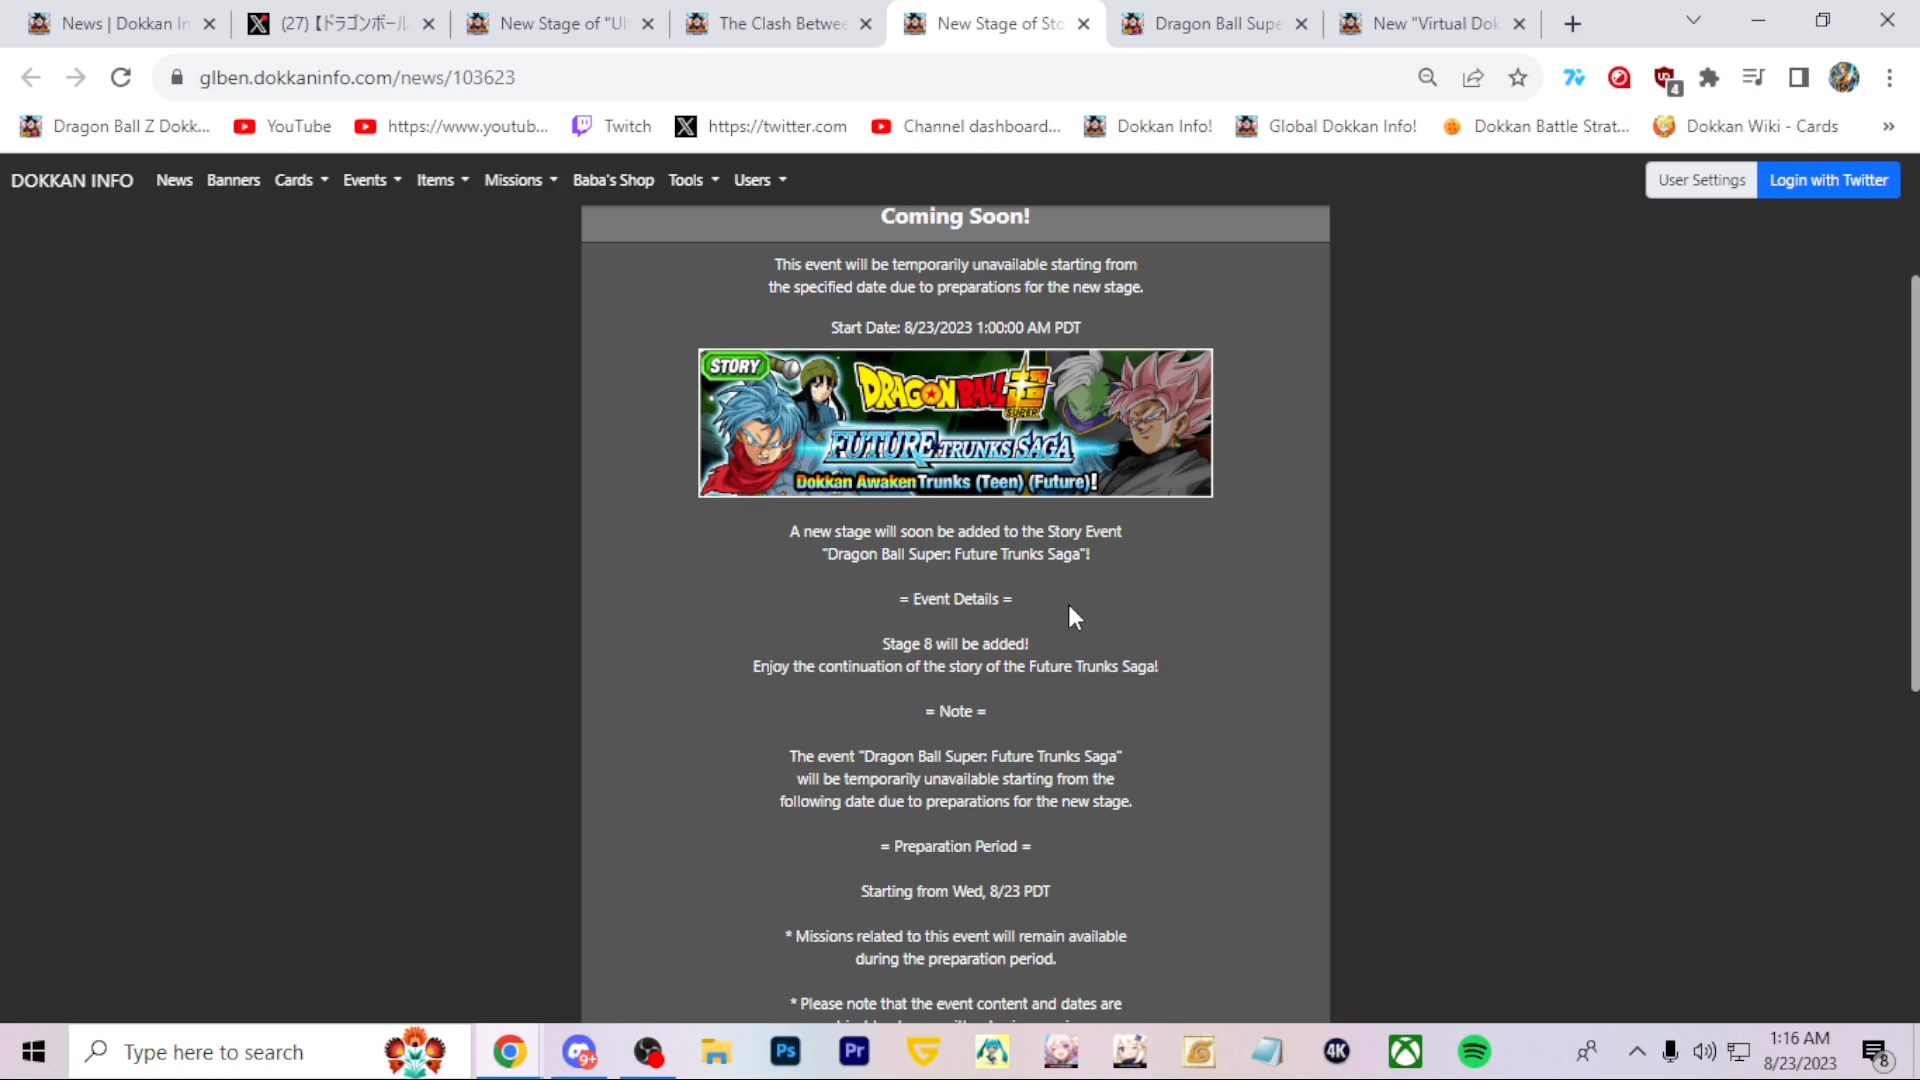 News | Dokkan In
(27)【ドラゴンボール
New Stage of "Ul
The Clash Betwee
New Stage of Sto
Dragon Ball Supe
New "Virtual Dok
glben.dokkaninfo.com/news/103623
4
Dragon Ball Z Dokk...
YouTube
https://www.youtub...
Twitch
https://twitter.com
Channel dashboard...
Dokkan Info!
Global Dokkan Info!
Dokkan Battle Strat...
Dokkan Wiki - Cards
»
DOKKAN INFO
News
Banners
Cards
Events
Items
Missions
Baba's Shop
Tools
Users
User Settings
Login with Twitter
Coming Soon!
This event will be temporarily unavailable starting from
the specified date due to preparations for the new stage.
Start Date: 8/23/2023 1:00:00 AM PDT
STORY
DRAGON BALL 超
SUPER
FUTURE TRUNKS SAGA
Dokkan Awaken Trunks (Teen) (Future)!
A new stage will soon be added to the Story Event
"Dragon Ball Super: Future Trunks Saga"!
= Event Details =
Stage 8 will be added!
Enjoy the continuation of the story of the Future Trunks Saga!
= Note =
The event "Dragon Ball Super: Future Trunks Saga"
will be temporarily unavailable starting from the
following date due to preparations for the new stage.
= Preparation Period =
Starting from Wed, 8/23 PDT
* Missions related to this event will remain available
during the preparation period.
* Please note that the event content and dates are
Type here to search
9+
Ps
Pr
4K
1:16 AM
8/23/2023
8